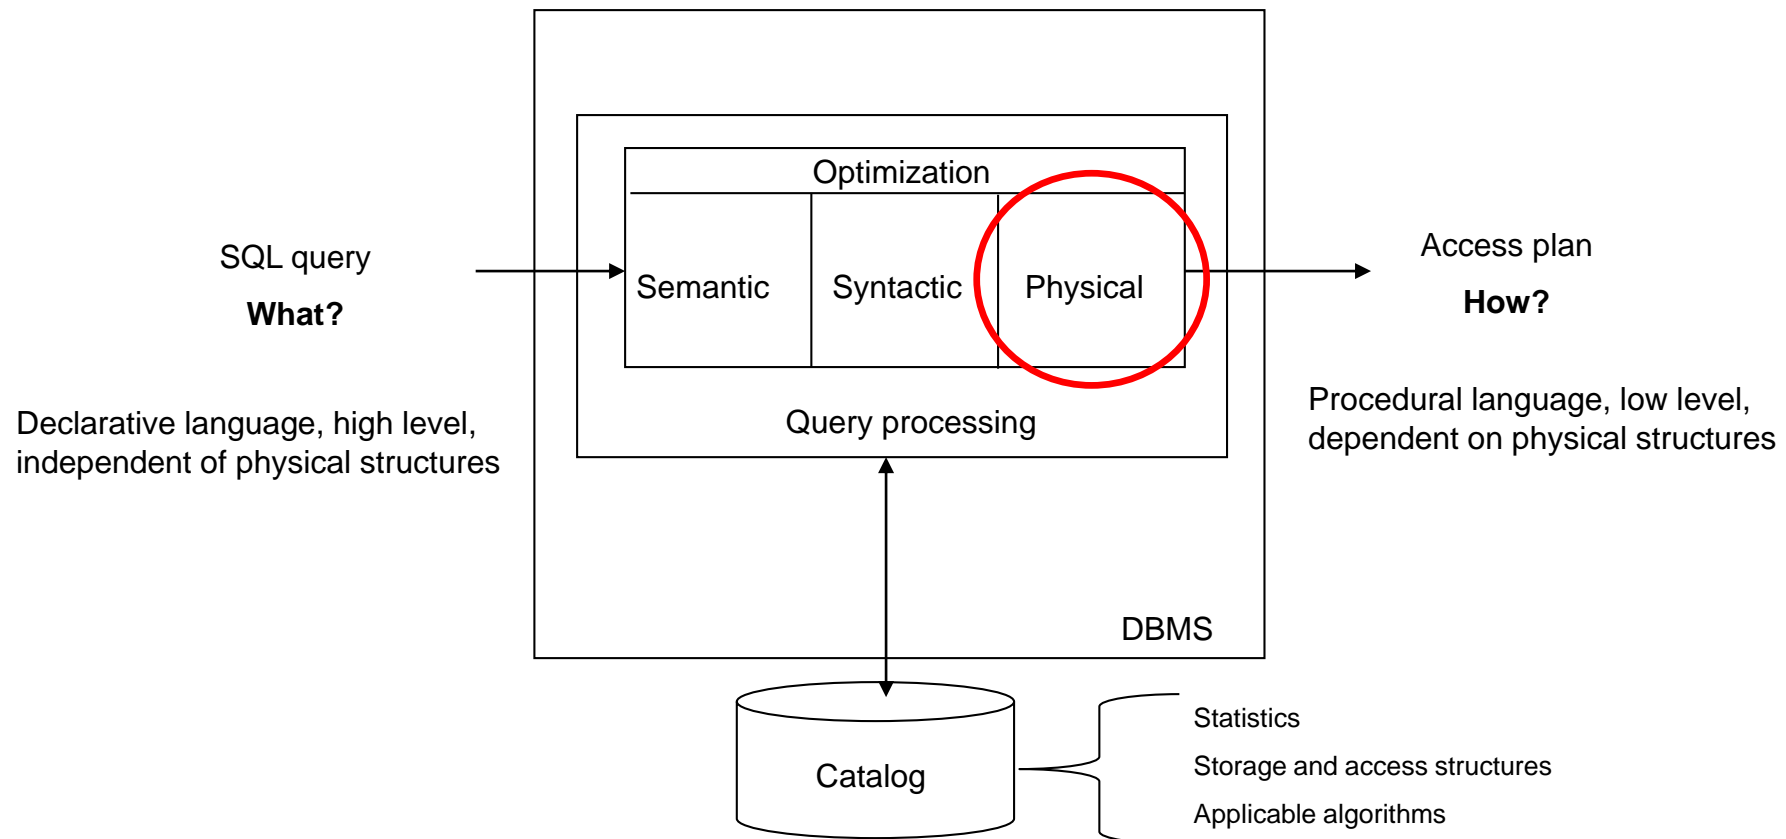 Optimization
SQL query
What?
Semantic
Syntactic
Physical
Access plan
How?
Declarative language, high level,
independent of physical structures
Query processing
Procedural language, low level,
dependent on physical structures
DBMS
Catalog
Statistics
Storage and access structures
Applicable algorithms